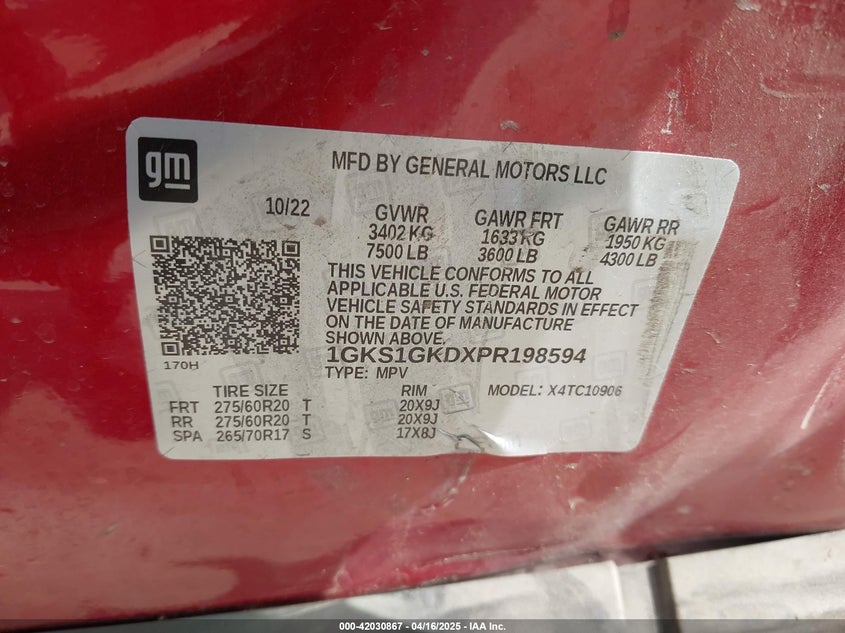 gm
MFD BY GENERAL MOTORS LLC
10/22
GVWR GAWR FRT GAWR RR
3402 KG 1633 KG 1950 KG
7500 LB 3600 LB 4300 LB
THIS VEHICLE CONFORMS TO ALL
APPLICABLE U.S. FEDERAL MOTOR
VEHICLE SAFETY STANDARDS IN EFFECT
ON THE DATE OF MANUFACTURE
SHOWN ABOVE.
170H
1GKS1GKDXPR198594
TYPE: MPV MODEL: X4TC10906
TIRE SIZE RIM
FRT 275/60R20 T 20X9J
RR 275/60R20 T 20X9J
SPA 265/70R17 S 17X8J
000-42030867 - 04/16/2025 - IAA Inc.